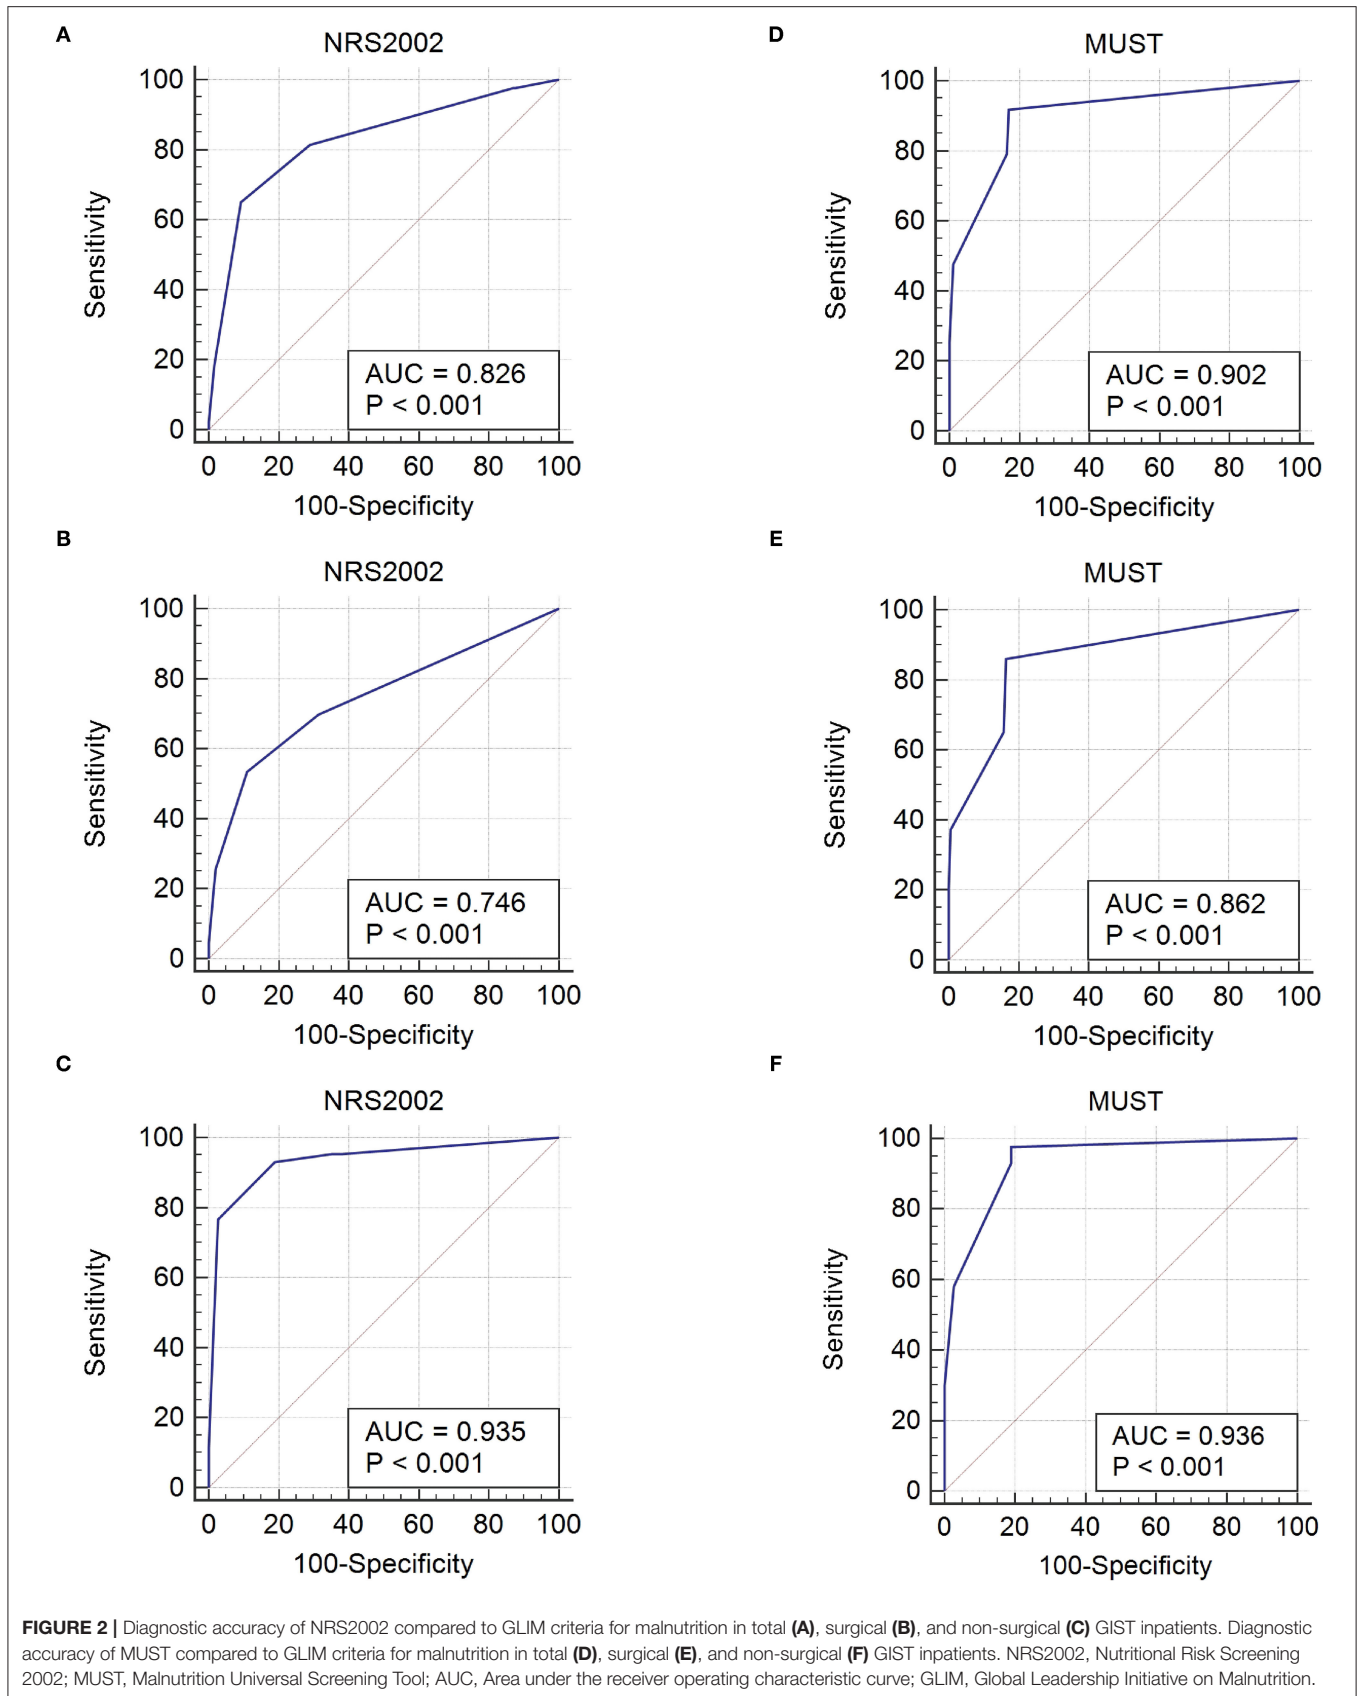 A
NRS2002
100
80
60
40
20
0
Sensitivity
AUC = 0.826
P < 0.001
0 20 40 60 80 100
100-Specificity
D
MUST
100
80
60
40
20
0
Sensitivity
AUC = 0.902
P < 0.001
0 20 40 60 80 100
100-Specificity
B
NRS2002
100
80
60
40
20
0
Sensitivity
AUC = 0.746
P < 0.001
0 20 40 60 80 100
100-Specificity
E
MUST
100
80
60
40
20
0
Sensitivity
AUC = 0.862
P < 0.001
0 20 40 60 80 100
100-Specificity
C
NRS2002
100
80
60
40
20
0
Sensitivity
AUC = 0.935
P < 0.001
0 20 40 60 80 100
100-Specificity
F
MUST
100
80
60
40
20
0
Sensitivity
AUC = 0.936
P < 0.001
0 20 40 60 80 100
100-Specificity
FIGURE 2 | Diagnostic accuracy of NRS2002 compared to GLIM criteria for malnutrition in total (A), surgical (B), and non-surgical (C) GIST inpatients. Diagnostic
accuracy of MUST compared to GLIM criteria for malnutrition in total (D), surgical (E), and non-surgical (F) GIST inpatients. NRS2002, Nutritional Risk Screening
2002; MUST, Malnutrition Universal Screening Tool; AUC, Area under the receiver operating characteristic curve; GLIM, Global Leadership Initiative on Malnutrition.